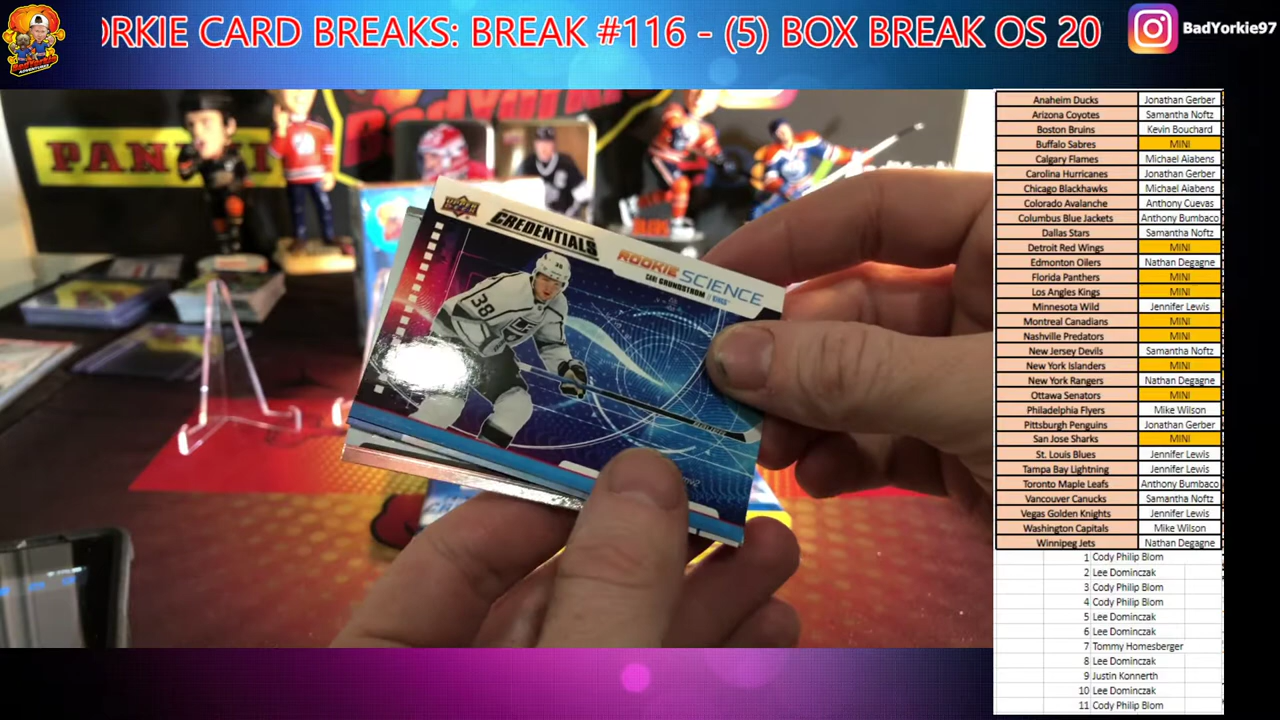 ORKIE CARD BREAKS: BREAK #116 - (5) BOX BREAK OS 20
BadYorkie97
PANINI
UPPER DECK
CREDENTIALS
ROOKIE SCIENCE
CARL GRUNDSTROM // KINGS
38
Anaheim Ducks Jonathan Gerber
Arizona Coyotes Samantha Noftz
Boston Bruins Kevin Bouchard
Buffalo Sabres MINI
Calgary Flames Michael Aiabens
Carolina Hurricanes Jonathan Gerber
Chicago Blackhawks Michael Aiabens
Colorado Avalanche Anthony Cuevas
Columbus Blue Jackets Anthony Bumbaco
Dallas Stars Samantha Noftz
Detroit Red Wings MINI
Edmonton Oilers Nathan Degagne
Florida Panthers MINI
Los Angeles Kings MINI
Minnesota Wild Jennifer Lewis
Montreal Canadians MINI
Nashville Predators MINI
New Jersey Devils Samantha Noftz
New York Islanders MINI
New York Rangers Nathan Degagne
Ottawa Senators MINI
Philadelphia Flyers Mike Wilson
Pittsburgh Penguins Jonathan Gerber
San Jose Sharks MINI
St. Louis Blues Jennifer Lewis
Tampa Bay Lightning Jennifer Lewis
Toronto Maple Leafs Anthony Bumbaco
Vancouver Canucks Samantha Noftz
Vegas Golden Knights Jennifer Lewis
Washington Capitals Mike Wilson
Winnipeg Jets Nathan Degagne
1 Cody Philip Blom
2 Lee Dominczak
3 Cody Philip Blom
4 Cody Philip Blom
5 Lee Dominczak
6 Lee Dominczak
7 Tommy Homesberger
8 Lee Dominczak
9 Justin Konnerth
10 Lee Dominczak
11 Cody Philip Blom